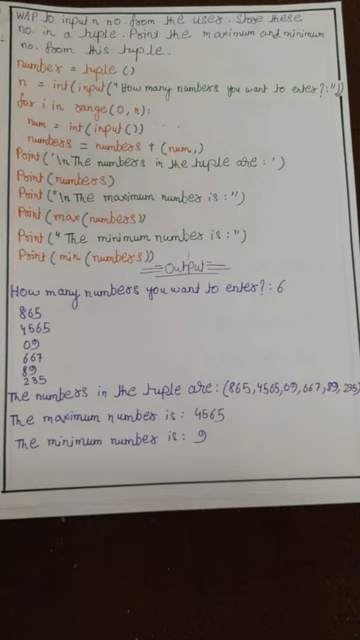 WAP to input n no. from the user. Store these
no. in a tuple. Print the maximum and minimum
no. from this tuple.
numbers = tuple ()
n = int(input("How many numbers you want to enter?:"))
for i in range(0, n):
num = int(input())
numbers = numbers + (num,)
Print('\n The numbers in the tuple are:')
Print(numbers)
Print("\n The maximum number is:")
Print(max(numbers))
Print(" The minimum number is:")
Print(min(numbers))
Output
How many numbers you want to enter?: 6
865
4565
09
667
89
235
The numbers in the tuple are: (865,4565,09,667,89,235)
The maximum number is: 4565
The minimum number is: 9